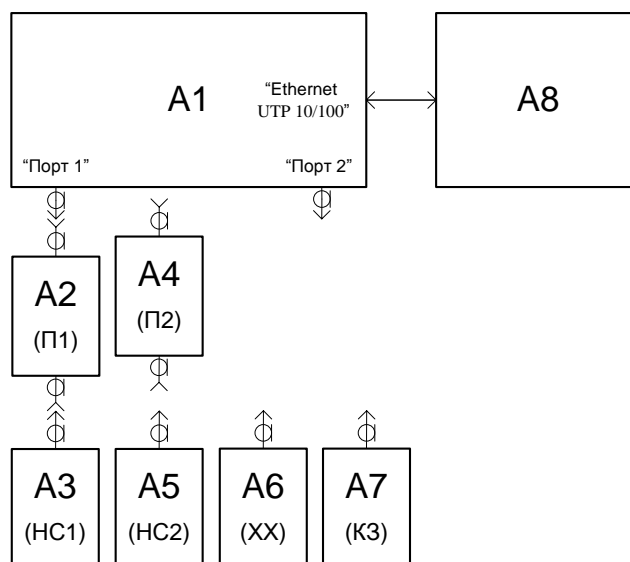 A1
“Ethernet
UTP 10/100”
A8
“Порт 1”
“Порт 2”
A2
(П1)
A4
(П2)
A3
(НС1)
A5
(НС2)
A6
(ХХ)
A7
(КЗ)